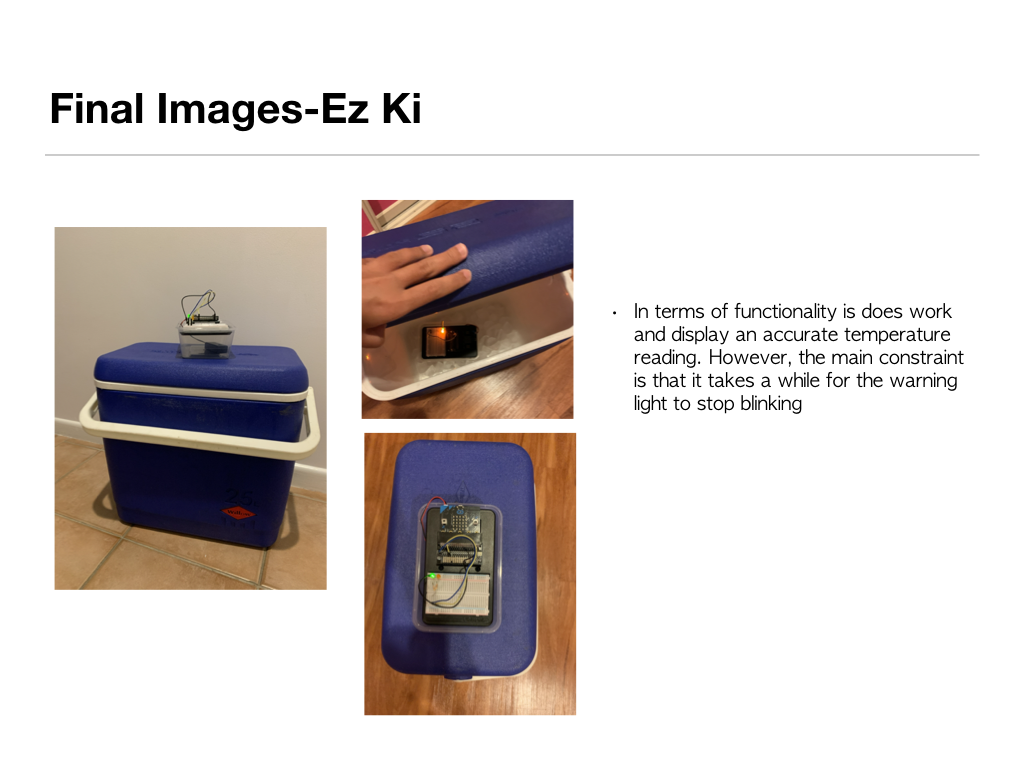 Final Images-Ez Ki
• In terms of functionality is does work
and display an accurate temperature
reading. However, the main constraint
is that it takes a while for the warning
light to stop blinking
25